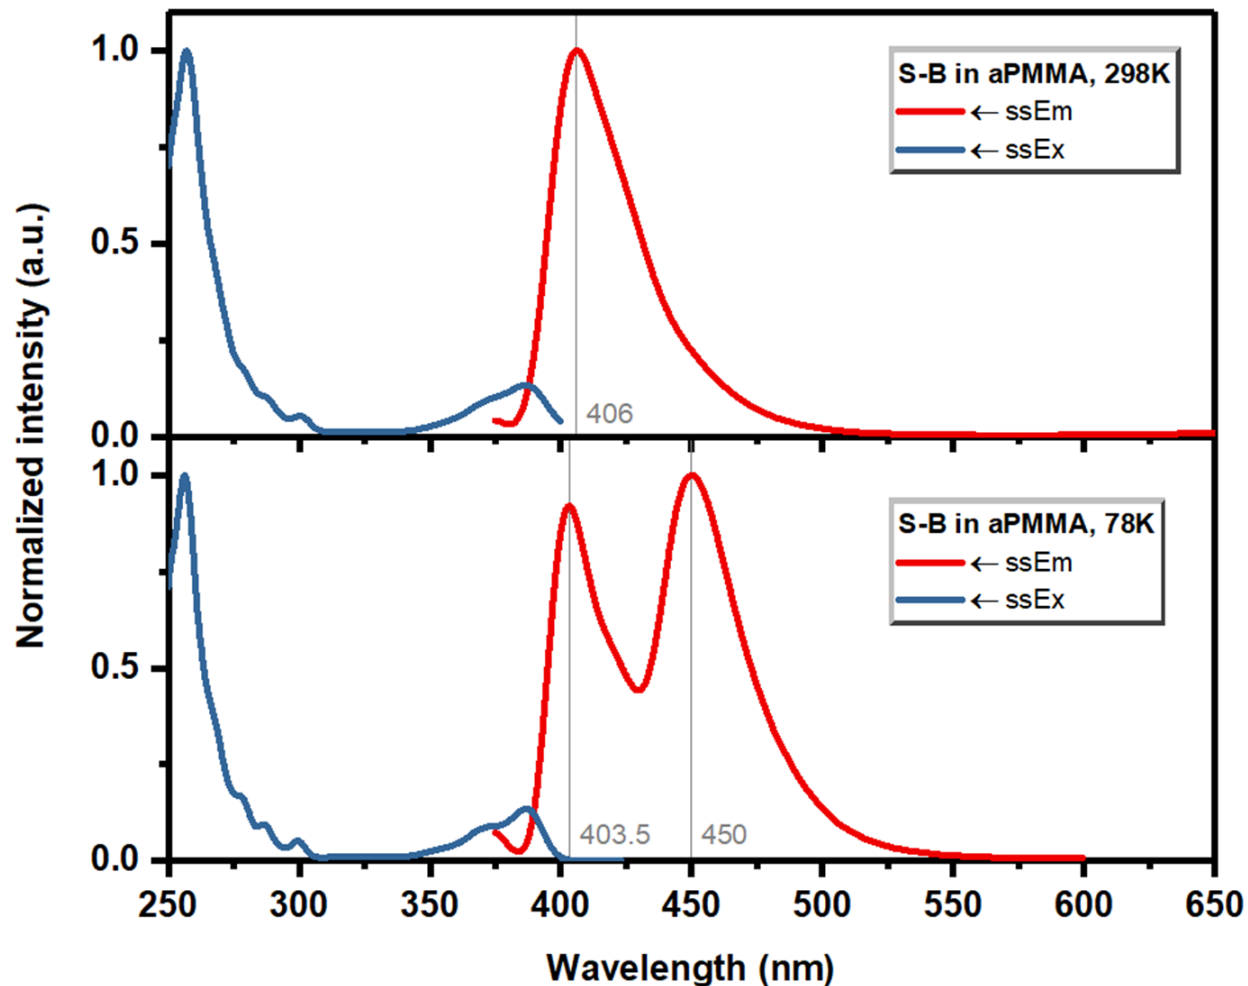 Normalized intensity (a.u.)
1.0
0.5
0.0
S-B in aPMMA, 298K
← ssEm
← ssEx
406
1.0
0.5
0.0
S-B in aPMMA, 78K
← ssEm
← ssEx
403.5
450
250 300 350 400 450 500 550 600 650
Wavelength (nm)